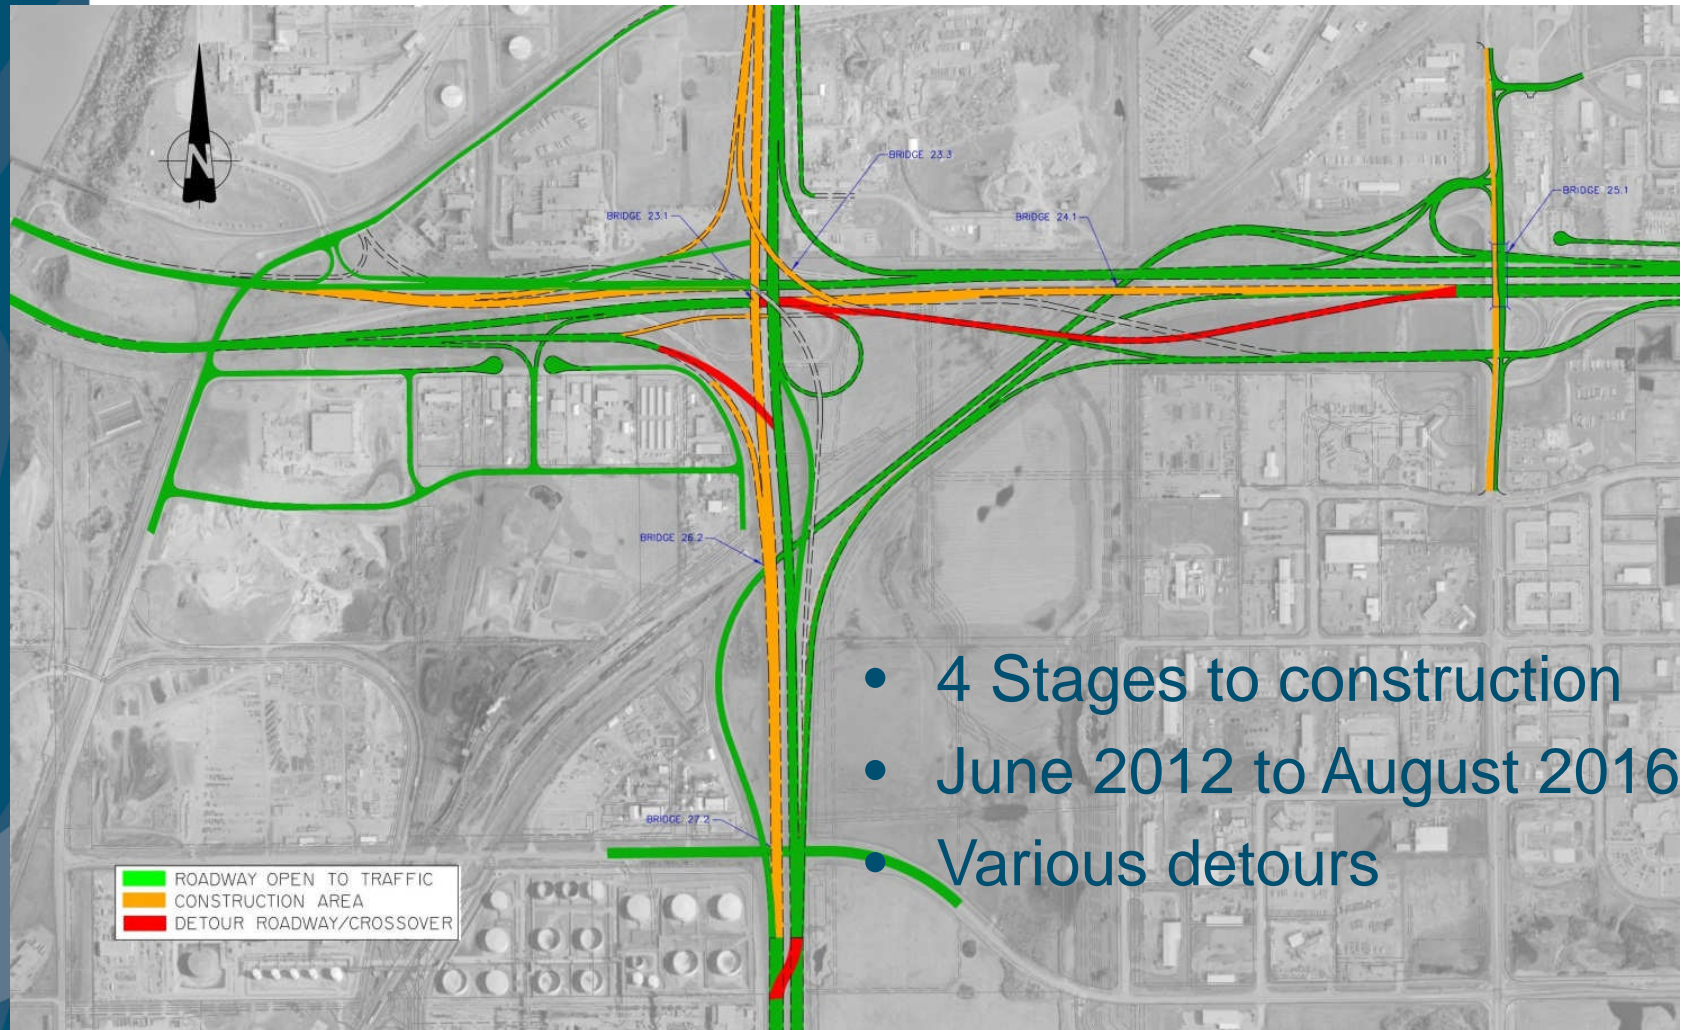 N
BRIDGE 23.3
BRIDGE 25.1
BRIDGE 23.1
BRIDGE 24.1
BRIDGE 26.2
BRIDGE 27.2
• 4 Stages to construction
• June 2012 to August 2016
• Various detours
ROADWAY OPEN TO TRAFFIC
CONSTRUCTION AREA
DETOUR ROADWAY/CROSSOVER